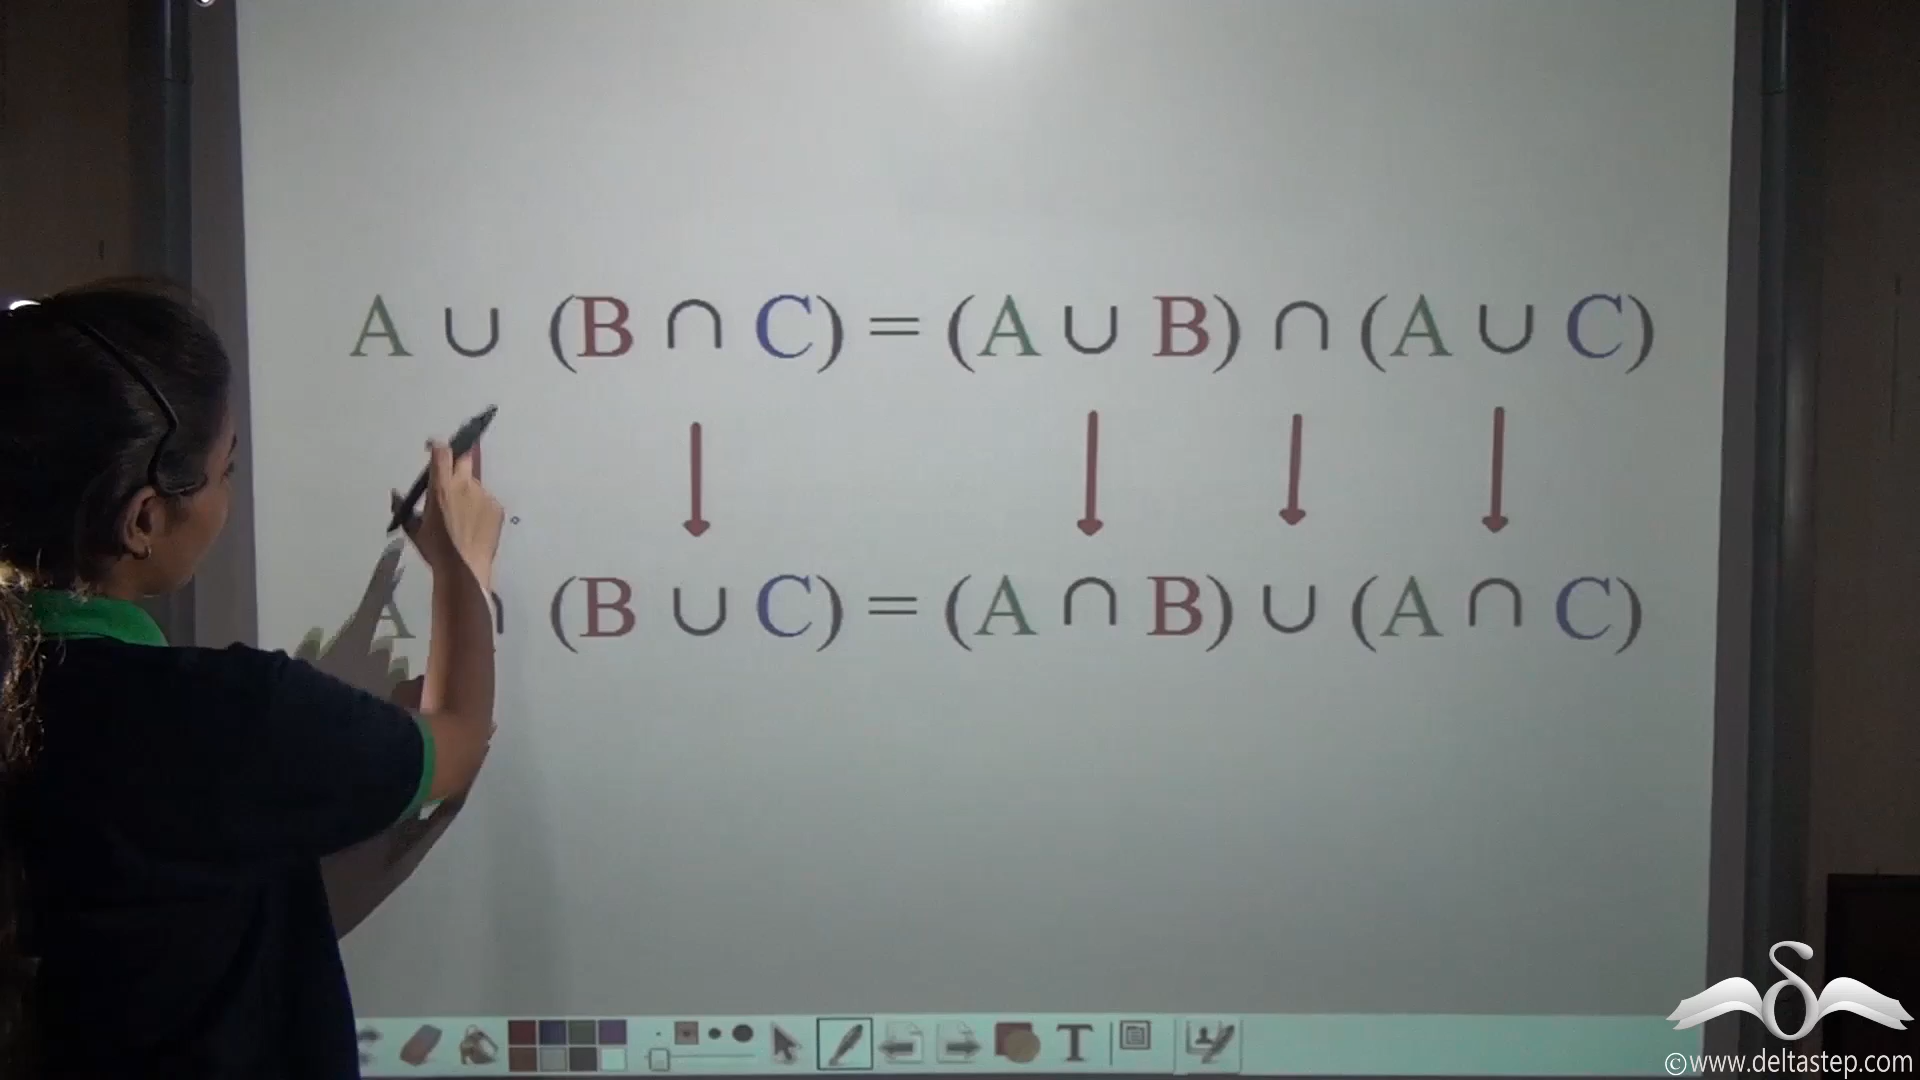 A ∪ (B ∩ C) = (A ∪ B) ∩ (A ∪ C)
A ∩ (B ∪ C) = (A ∩ B) ∪ (A ∩ C)
T
©www.deltastep.com